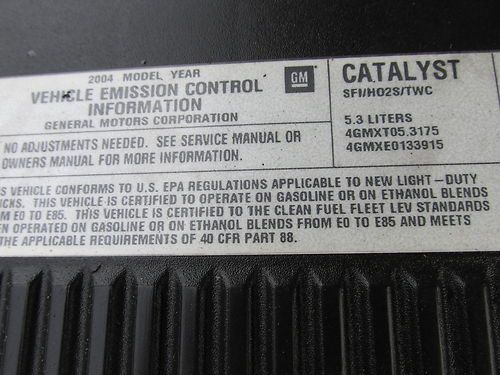 2004 MODEL YEAR
VEHICLE EMISSION CONTROL
INFORMATION
GENERAL MOTORS CORPORATION
GM
CATALYST
SFI/HO2S/TWC
5.3 LITERS
4GMXT05.3175
4GMXE0133915
NO ADJUSTMENTS NEEDED. SEE SERVICE MANUAL OR
OWNERS MANUAL FOR MORE INFORMATION.
VEHICLE CONFORMS TO U.S. EPA REGULATIONS APPLICABLE TO NEW LIGHT-DUTY
THIS VEHICLE IS CERTIFIED TO OPERATE ON GASOLINE OR ON ETHANOL BLENDS
E0 TO E85. THIS VEHICLE IS CERTIFIED TO THE CLEAN FUEL FLEET LEV STANDARDS
OPERATED ON GASOLINE OR ON ETHANOL BLENDS FROM E0 TO E85 AND MEETS
THE APPLICABLE REQUIREMENTS OF 40 CFR PART 88.